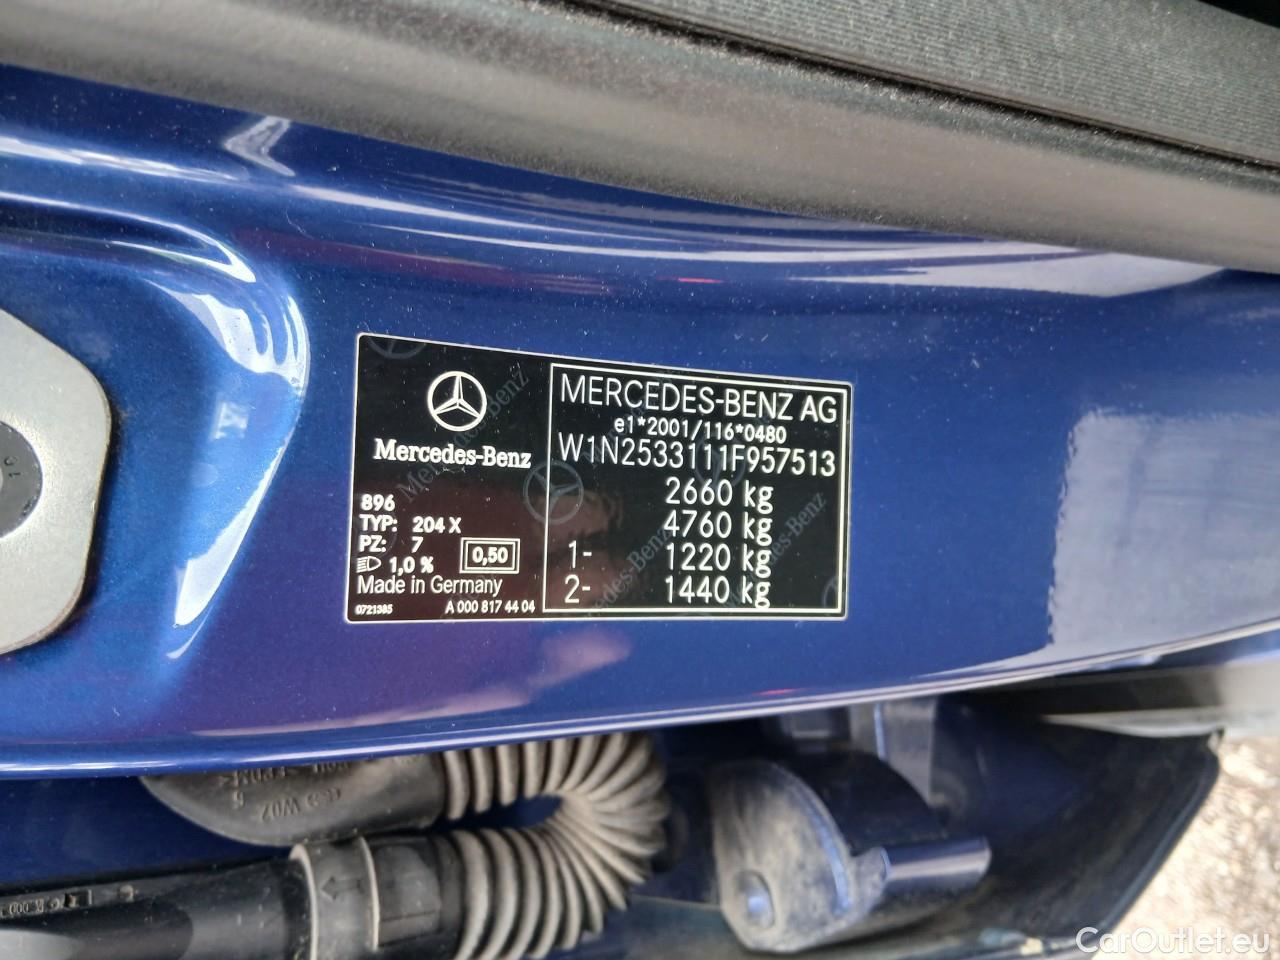 Mercedes-Benz
896
TYP: 204 X
PZ: 7
1,0 %
0,50
Made in Germany
0721385
A 000 817 44 04
MERCEDES-BENZ AG
e1*2001/116*0480
W1N2533111F957513
2660 kg
4760 kg
1- 1220 kg
2- 1440 kg
CarOutlet.eu